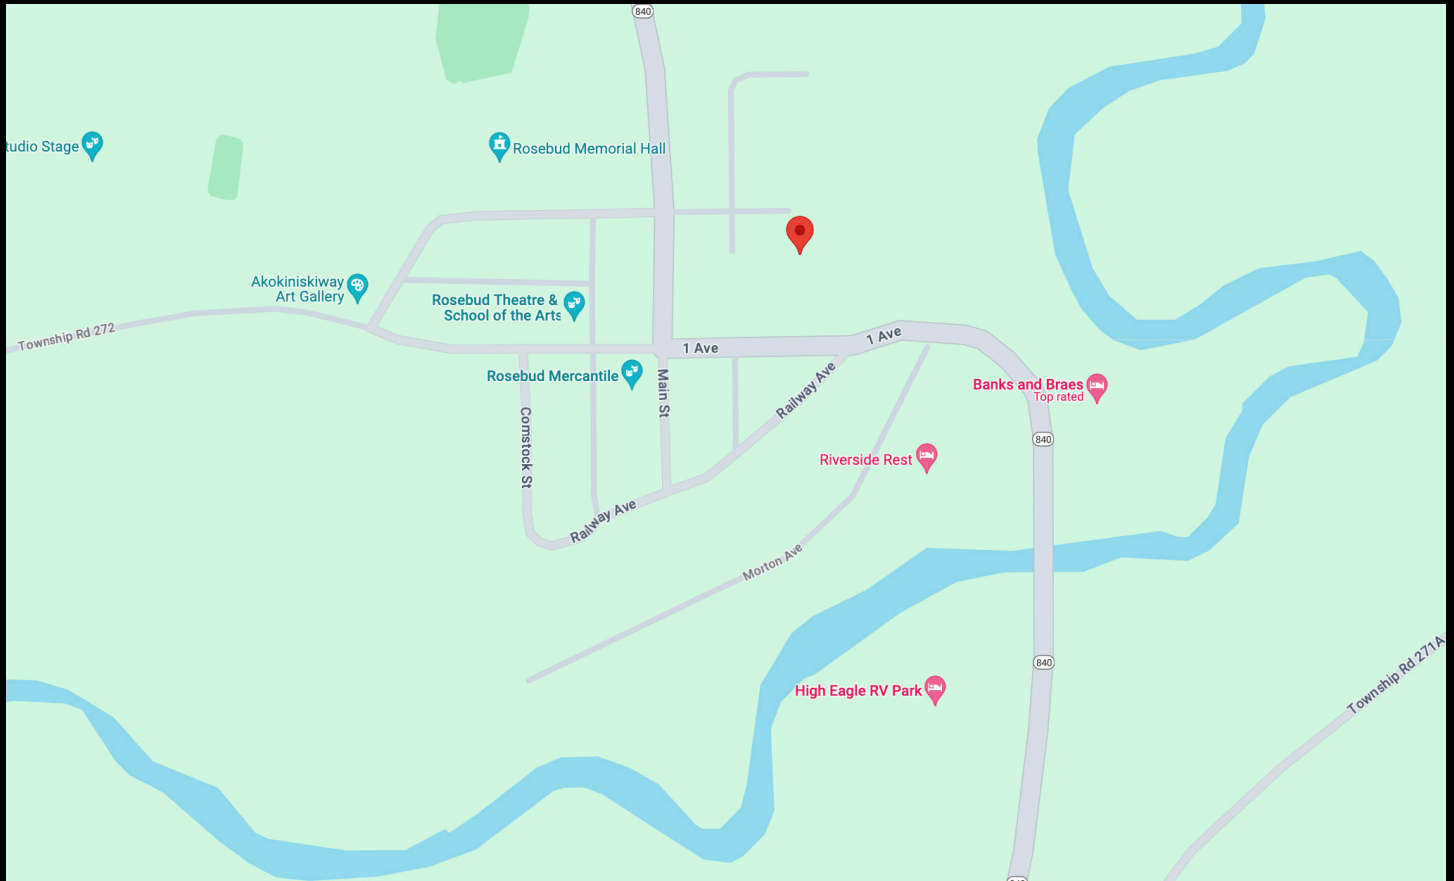 840
tudio Stage
Rosebud Memorial Hall
Akokiniskiway
Art Gallery
Rosebud Theatre &
School of the Arts
Township Rd 272
1 Ave
1 Ave
Rosebud Mercantile
Main St
Railway Ave
Banks and Braes
Top rated
Comstock St
840
Riverside Rest
Railway Ave
Morton Ave
840
High Eagle RV Park
Township Rd 271A